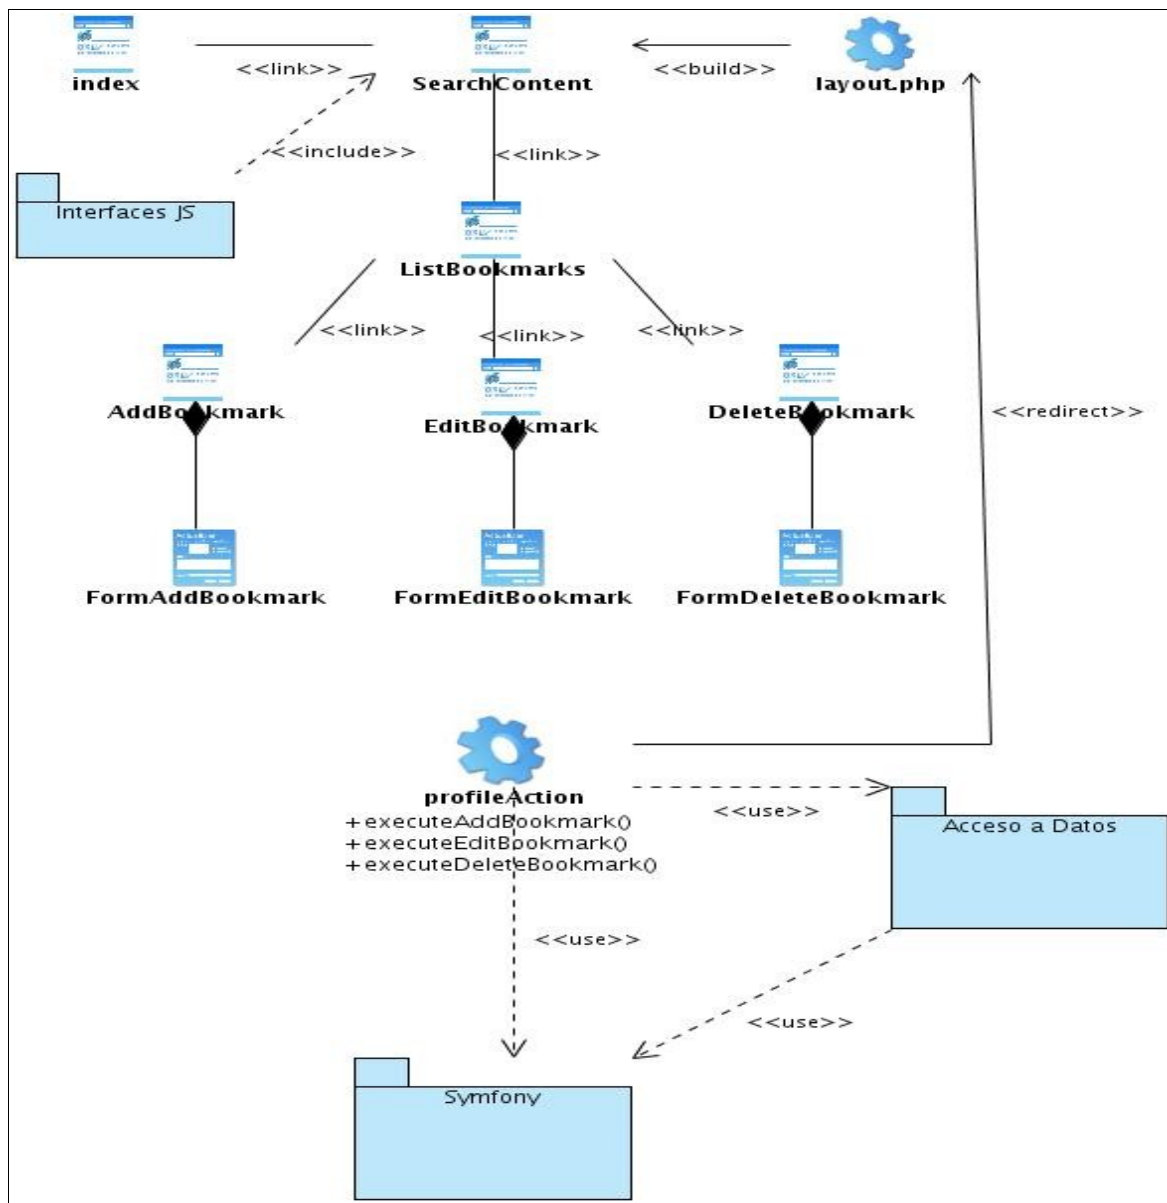 index
<<link>>
SearchContent
<<build>>
layout.php
<<include>>
<<link>>
Interfaces JS
ListBookmarks
<<link>>
<<link>>
<<link>>
AddBookmark
EditBookmark
DeleteBookmark
<<redirect>>
FormAddBookmark
FormEditBookmark
FormDeleteBookmark
profileAction
+executeAddBookmark()
+executeEditBookmark()
+executeDeleteBookmark()
<<use>>
Acceso a Datos
<<use>>
<<use>>
Symfony